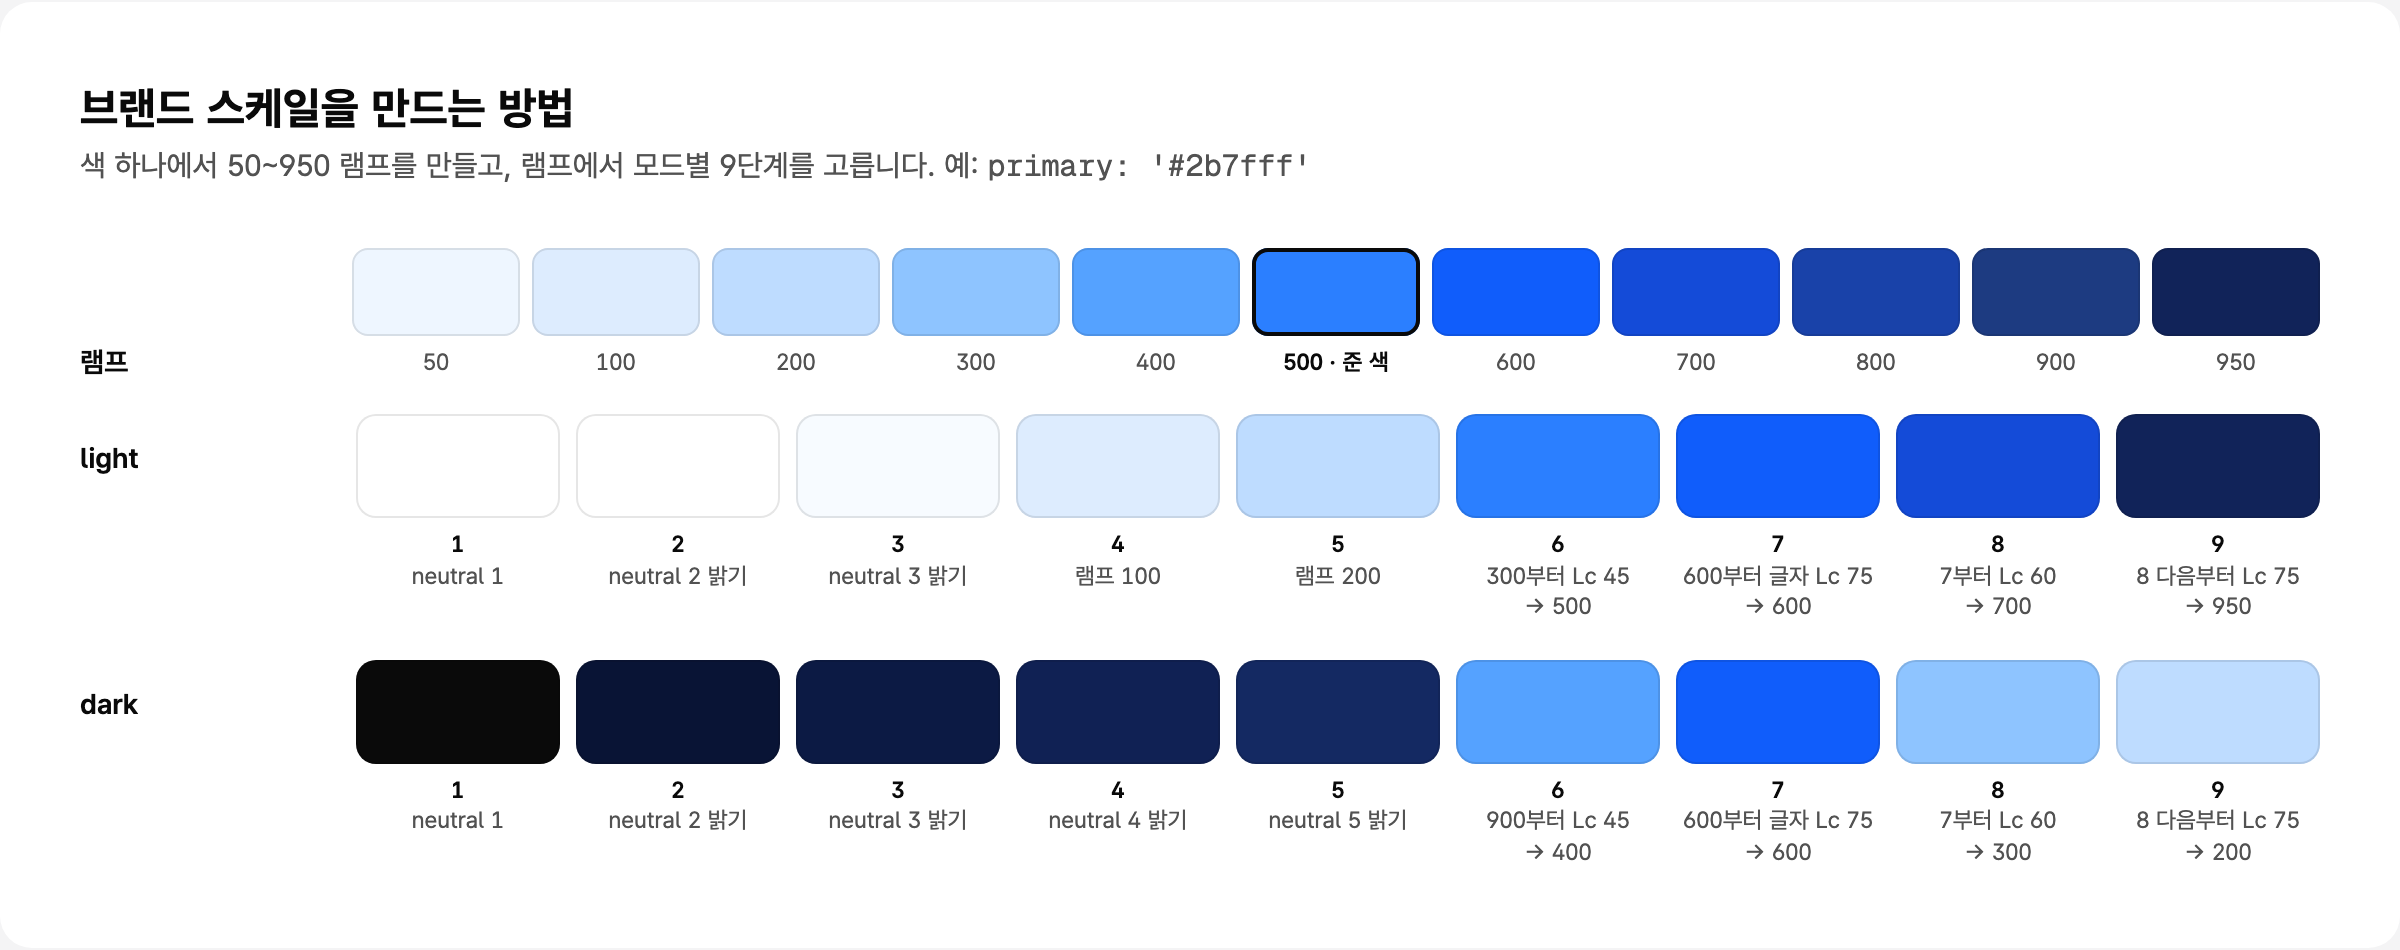 브랜드 스케일을 만드는 방법
색 하나에서 50~950 램프를 만들고, 램프에서 모드별 9단계를 고릅니다. 예: primary: '#2b7fff'
램프
50 100 200 300 400 500 · 준 색 600 700 800 900 950
light
1 2 3 4 5 6 7 8 9
neutral 1 neutral 2 밝기 neutral 3 밝기 램프 100 램프 200 300부터 Lc 45 600부터 글자 Lc 75 7부터 Lc 60 8 다음부터 Lc 75
→ 500 → 600 → 700 → 950
dark
1 2 3 4 5 6 7 8 9
neutral 1 neutral 2 밝기 neutral 3 밝기 neutral 4 밝기 neutral 5 밝기 900부터 Lc 45 600부터 글자 Lc 75 7부터 Lc 60 8 다음부터 Lc 75
→ 400 → 600 → 300 → 200